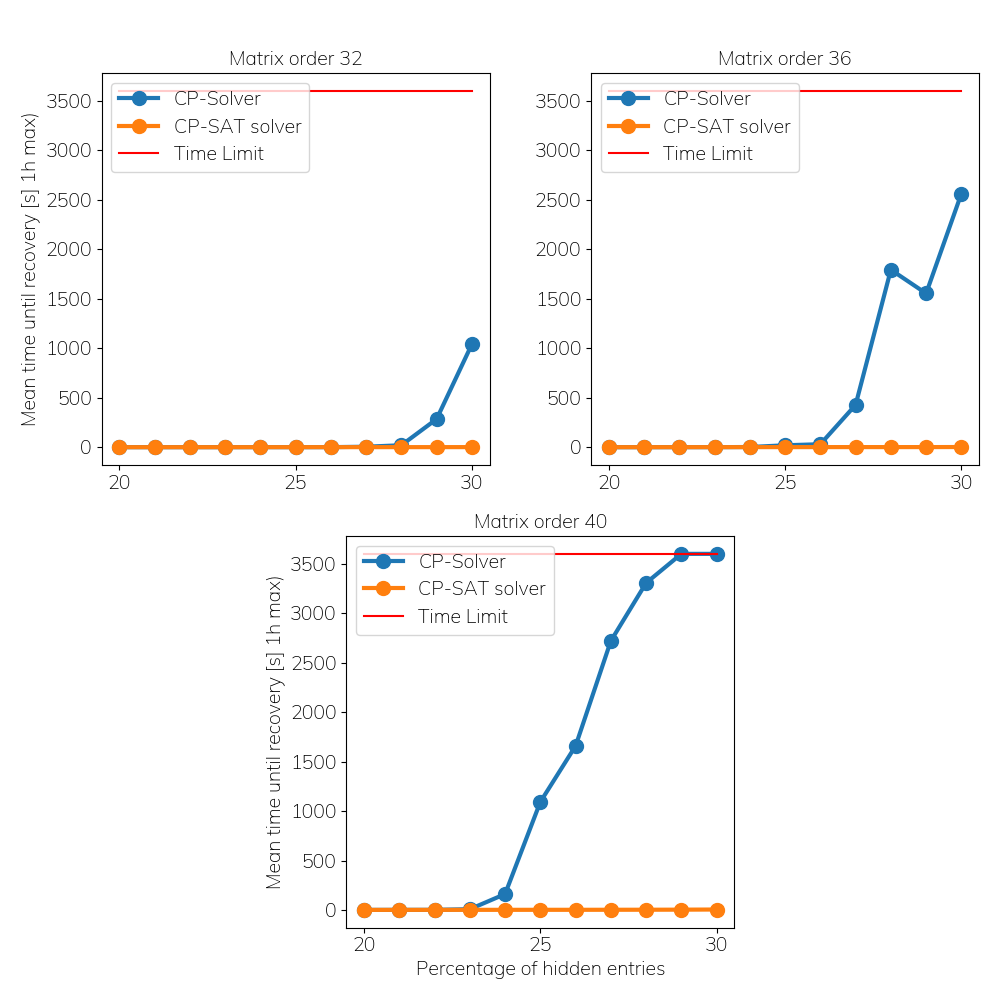 Matrix order 32
Mean time until recovery [s] 1h max)
3500
3000
2500
2000
1500
1000
500
0
20
25
30
CP-Solver
CP-SAT solver
Time Limit
Matrix order 36
3500
3000
2500
2000
1500
1000
500
0
20
25
30
CP-Solver
CP-SAT solver
Time Limit
Matrix order 40
Mean time until recovery [s] 1h max)
3500
3000
2500
2000
1500
1000
500
0
20
25
30
CP-Solver
CP-SAT solver
Time Limit
Percentage of hidden entries